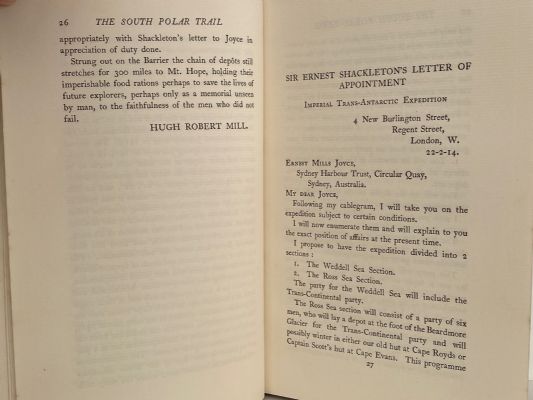 26 THE SOUTH POLAR TRAIL
appropriately with Shackleton's letter to Joyce in
appreciation of duty done.
Strung out on the Barrier the chain of depôts still
stretches for 300 miles to Mt. Hope, holding their
imperishable food rations perhaps to save the lives of
future explorers, perhaps only as a memorial unseen
by man, to the faithfulness of the men who did not
fail.
HUGH ROBERT MILL.
SIR ERNEST SHACKLETON'S LETTER OF
APPOINTMENT
Imperial Trans-Antarctic Expedition
4 New Burlington Street,
Regent Street,
London, W.
22-2-14.
Ernest Mills Joyce,
Sydney Harbour Trust, Circular Quay,
Sydney, Australia.
My dear Joyce,
Following my cablegram, I will take you on the
expedition subject to certain conditions.
I will now enumerate them and will explain to you
the exact position of affairs at the present time.
I propose to have the expedition divided into 2
sections :
1. The Weddell Sea Section.
2. The Ross Sea Section.
The party for the Weddell Sea will include the
Trans-Continental party.
The Ross Sea section will consist of a party of six
men, who will lay a depot at the foot of the Beardmore
Glacier for the Trans-Continental party and will
possibly winter in either our old hut at Cape Royds or
Captain Scott's hut at Cape Evans. This programme
27